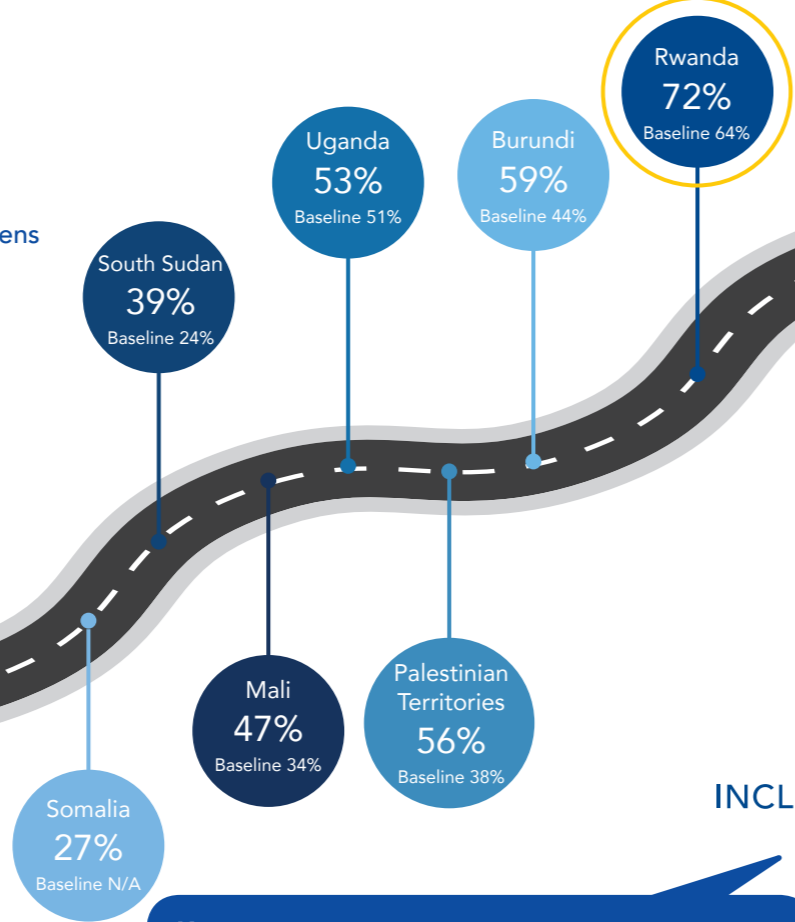 Rwanda
72%
Baseline 64%
Uganda
53%
Baseline 51%
Burundi
59%
Baseline 44%
ens
South Sudan
39%
Baseline 24%
Mali
47%
Baseline 34%
Palestinian
Territories
56%
Baseline 38%
INCL
Somalia
27%
Baseline N/A